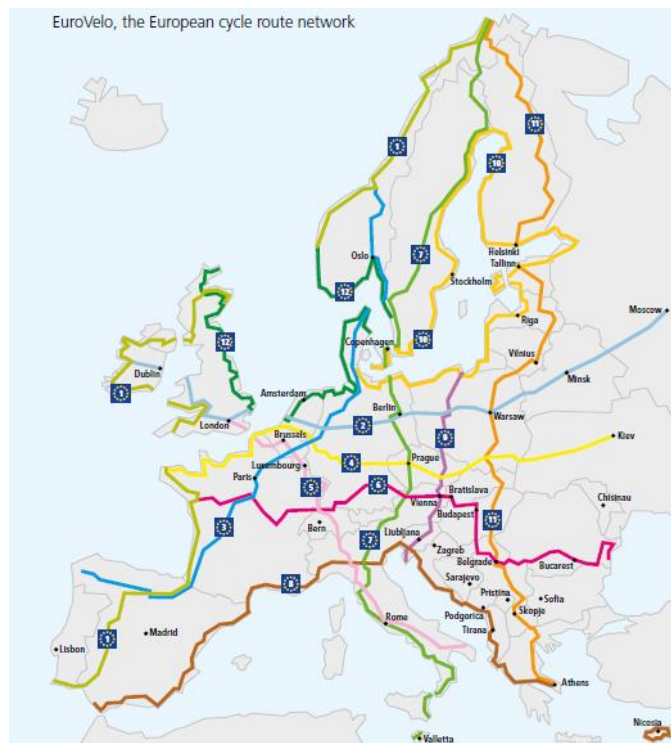 EuroVelo, the European cycle route network
11
1
10
Oslo
Helsinki
7
Tallinn
12
Stockholm
Moscow
Riga
12
Copenhagen
10
Vilnius
Dublin
Minsk
1
Amsterdam
London
Berlin
Warsaw
2
Brussels
9
Kiev
Luxembourg
4
Prague
Paris
5
6
Bratislava
Vienna
Chisinau
Budapest
3
Bern
7
Ljubljana
11
Zagreb
Belgrade
Bucarest
8
Sarajevo
Pristina
Sofia
Rome
Podgorica
Skopje
1
Madrid
Tirana
Lisbon
Athens
Nicosia
Valletta